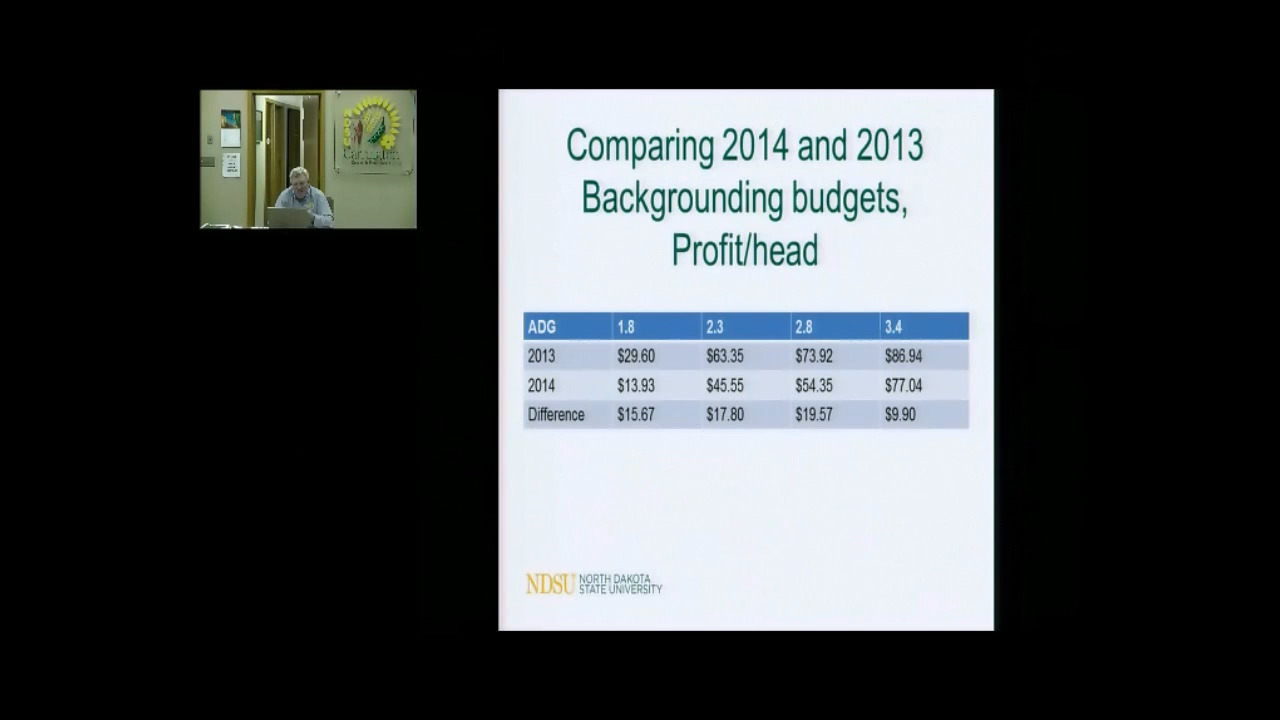 Comparing 2014 and 2013
Backgrounding budgets,
Profit/head
ADG 1.8 2.3 2.8 3.4
2013 $29.60 $63.35 $73.92 $86.94
2014 $13.93 $45.55 $54.35 $77.04
Difference $15.67 $17.80 $19.57 $9.90
NDSU NORTH DAKOTA
STATE UNIVERSITY